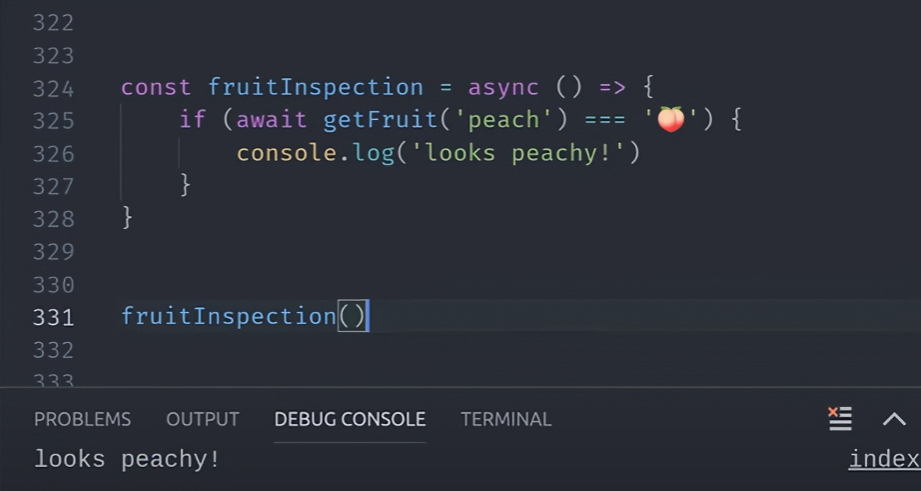 322
323
324 const fruitInspection = async () => {
325 if (await getFruit('peach') === '🍑') {
326 console.log('looks peachy!')
327 }
328 }
329
330
331 fruitInspection()
332
333
PROBLEMS OUTPUT DEBUG CONSOLE TERMINAL
looks peachy! index